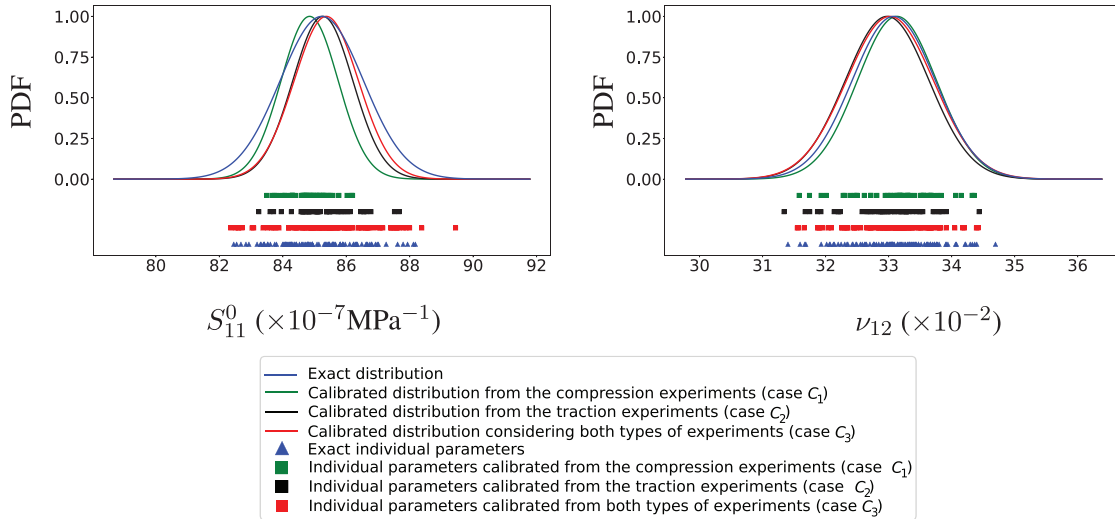 1.00
0.75
0.50
0.25
0.00
PDF
80 82 84 86 88 90 92
S⁰₁₁ (×10⁻⁷MPa⁻¹)
1.00
0.75
0.50
0.25
0.00
PDF
30 31 32 33 34 35 36
ν₁₂ (×10⁻²)
Exact distribution
Calibrated distribution from the compression experiments (case C₁)
Calibrated distribution from the traction experiments (case C₂)
Calibrated distribution considering both types of experiments (case C₃)
Exact individual parameters
Individual parameters calibrated from the compression experiments (case C₁)
Individual parameters calibrated from the traction experiments (case C₂)
Individual parameters calibrated from both types of experiments (case C₃)